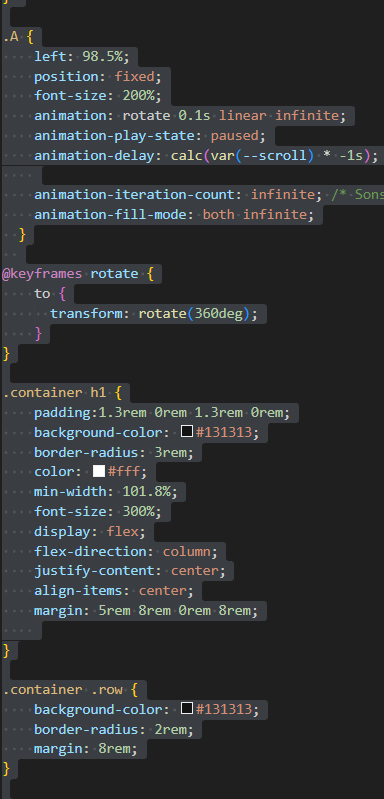 }
.A {
left: 98.5%;
position: fixed;
font-size: 200%;
animation: rotate 0.1s linear infinite;
animation-play-state: paused;
animation-delay: calc(var(--scroll) * -1s);
animation-iteration-count: infinite; /* Sons
animation-fill-mode: both infinite;
}
@keyframes rotate {
to {
transform: rotate(360deg);
}
}
.container h1 {
padding:1.3rem 0rem 1.3rem 0rem;
background-color: #131313;
border-radius: 3rem;
color: #fff;
min-width: 101.8%;
font-size: 300%;
display: flex;
flex-direction: column;
justify-content: center;
align-items: center;
margin: 5rem 8rem 0rem 8rem;
}
.container .row {
background-color: #131313;
border-radius: 2rem;
margin: 8rem;
}